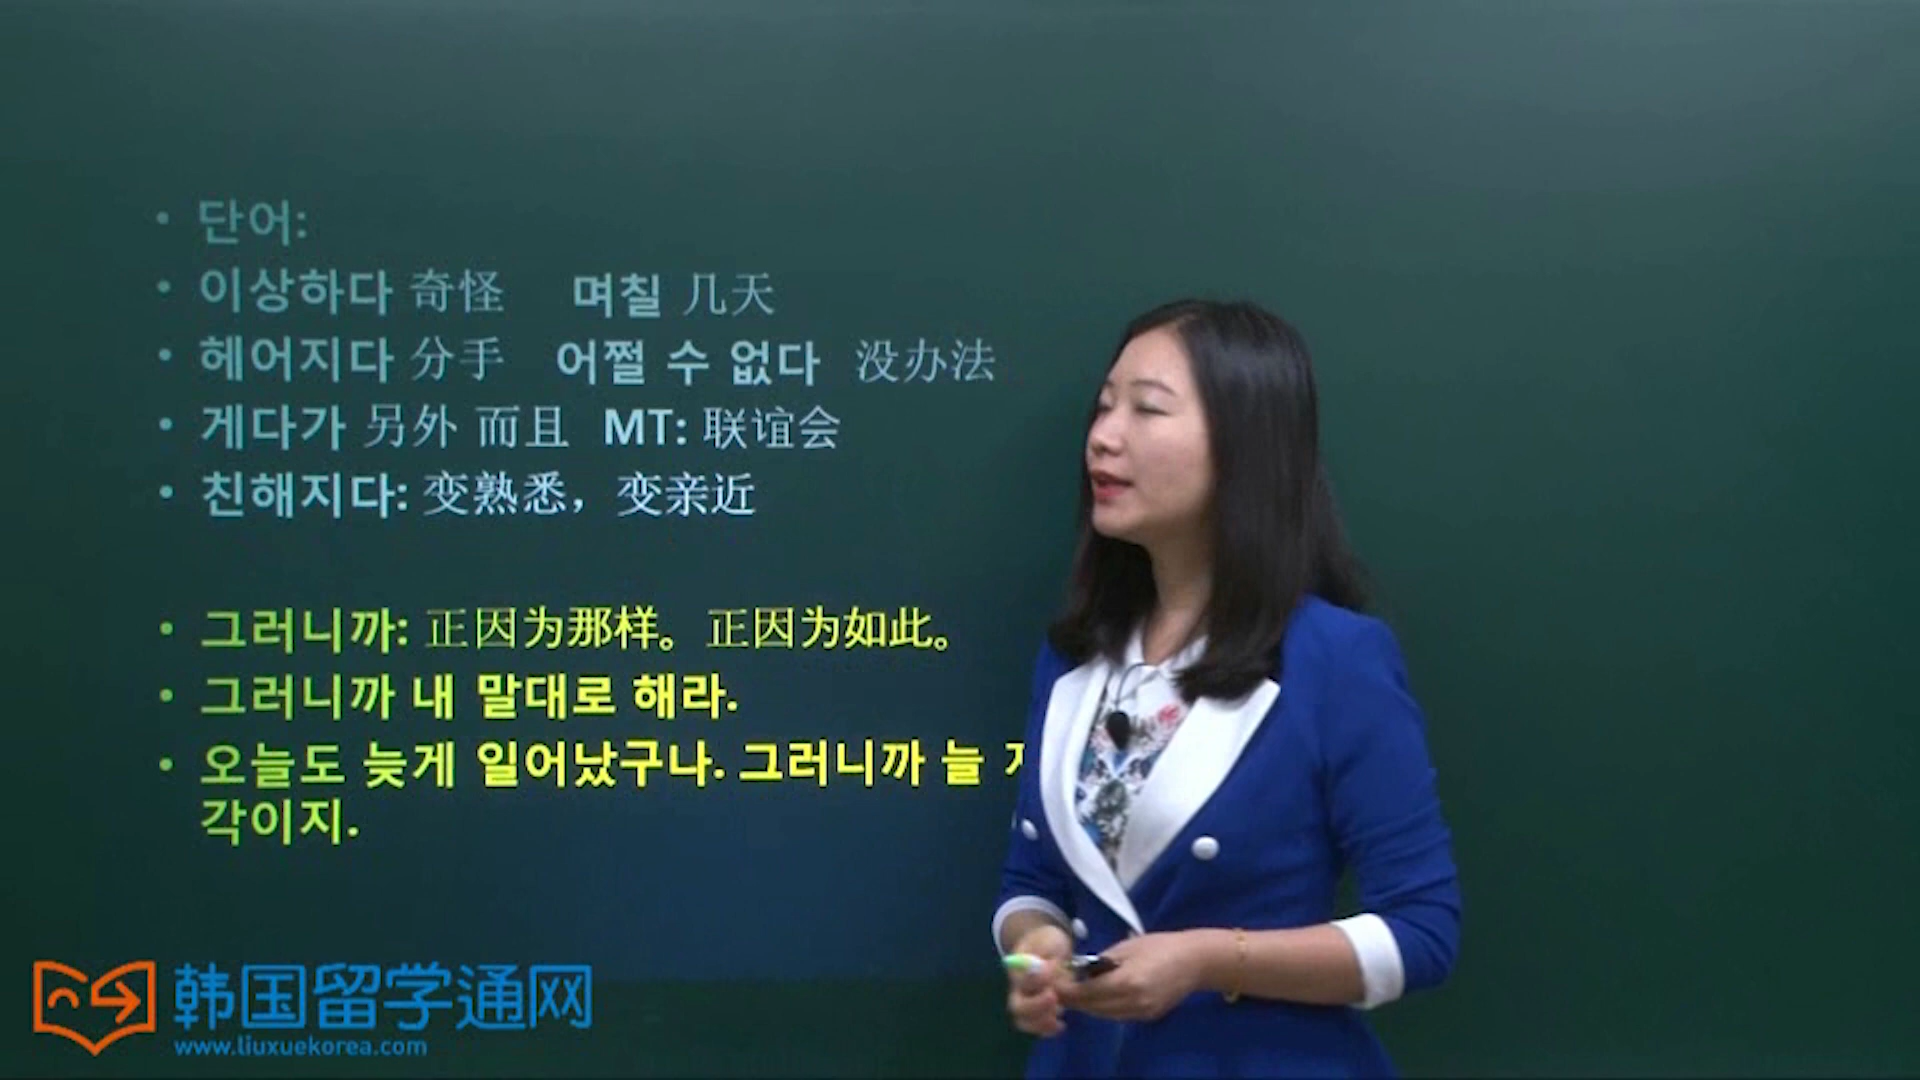 • 단어:
• 이상하다 奇怪 며칠 几天
• 헤어지다 分手 어쩔 수 없다 没办法
• 게다가 另外 而且 MT: 联谊会
• 친해지다: 变熟悉，变亲近
• 그러니까: 正因为那样。正因为如此。
• 그러니까 내 말대로 해라.
• 오늘도 늦게 일어났구나. 그러니까 늘
각이지.
韩国留学通网
www.liuxuekorea.com